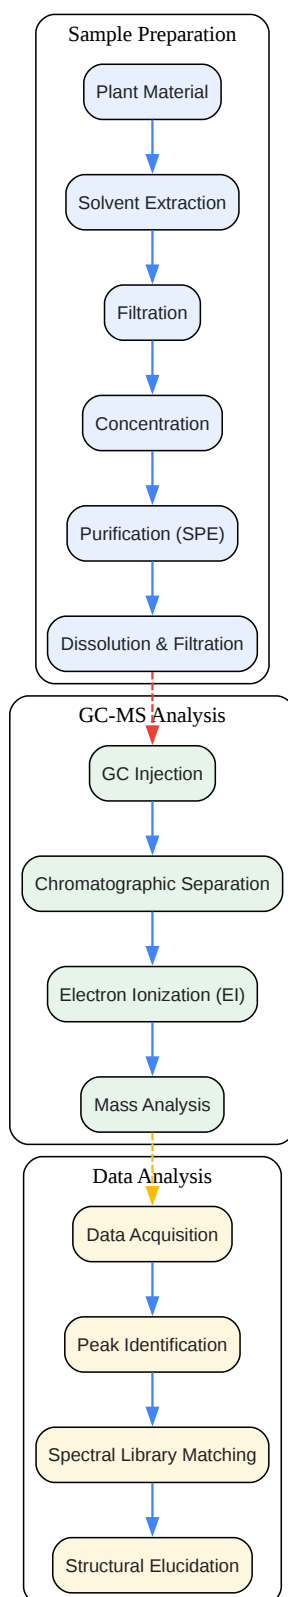 Sample Preparation
Plant Material
Solvent Extraction
Filtration
Concentration
Purification (SPE)
Dissolution & Filtration
GC-MS Analysis
GC Injection
Chromatographic Separation
Electron Ionization (EI)
Mass Analysis
Data Analysis
Data Acquisition
Peak Identification
Spectral Library Matching
Structural Elucidation